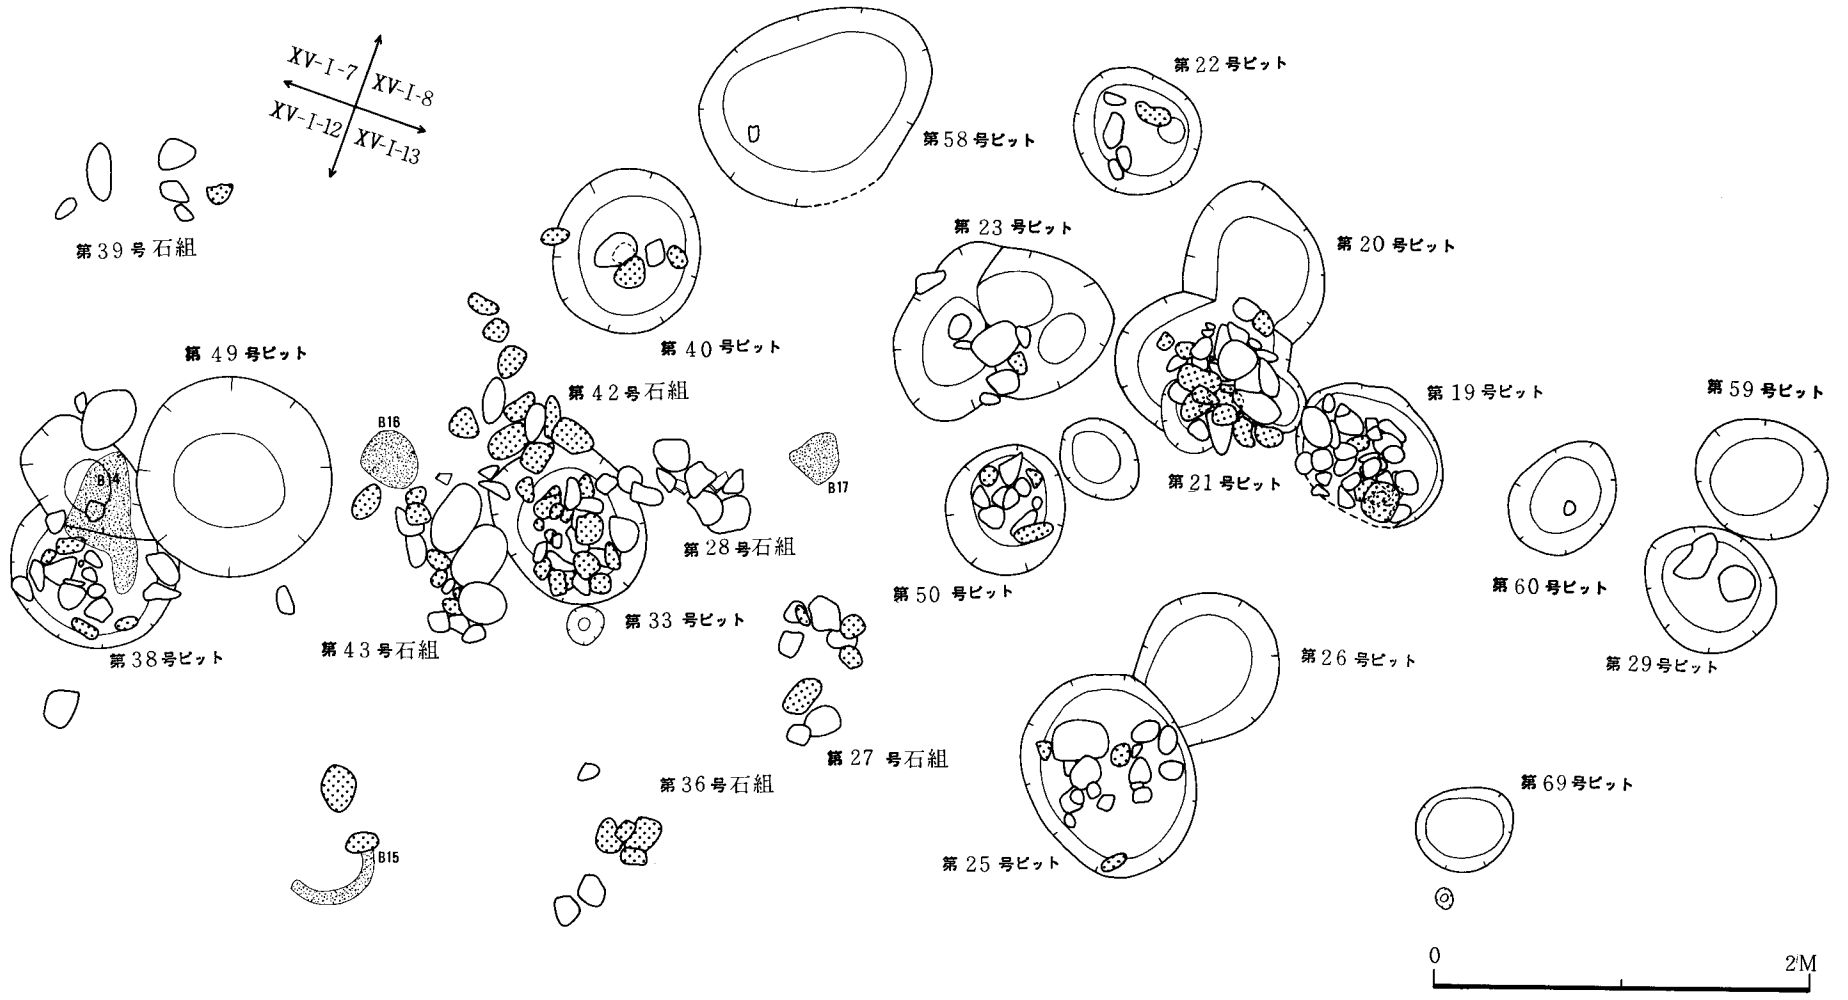 XV-I-7
XV-I-8
XV-I-12
XV-I-13
第22号ピット
第58号ピット
第39号石組
第23号ピット
第20号ピット
第49号ピット
第40号ピット
第42号石組
第19号ピット
第59号ピット
B16
B14
B17
第21号ピット
第28号石組
第50号ピット
第60号ピット
第33号ピット
第43号石組
第38号ピット
第26号ピット
第29号ピット
第27号石組
第36号石組
第69号ピット
B15
第25号ピット
0
2M